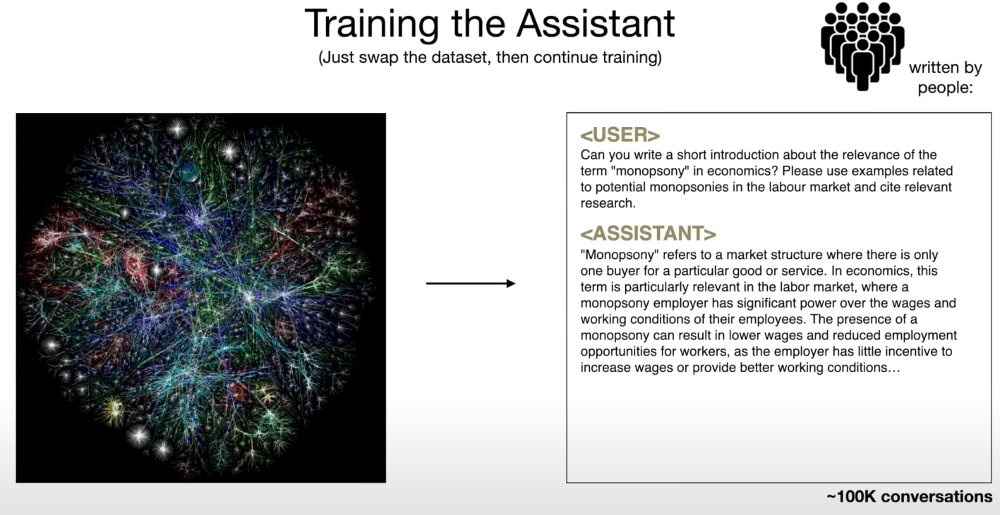 Training the Assistant
(Just swap the dataset, then continue training)
written by
people:
<USER>
Can you write a short introduction about the relevance of the
term "monopsony" in economics? Please use examples related
to potential monopsonies in the labour market and cite relevant
research.
<ASSISTANT>
"Monopsony" refers to a market structure where there is only
one buyer for a particular good or service. In economics, this
term is particularly relevant in the labor market, where a
monopsony employer has significant power over the wages and
working conditions of their employees. The presence of a
monopsony can result in lower wages and reduced employment
opportunities for workers, as the employer has little incentive to
increase wages or provide better working conditions…
~100K conversations